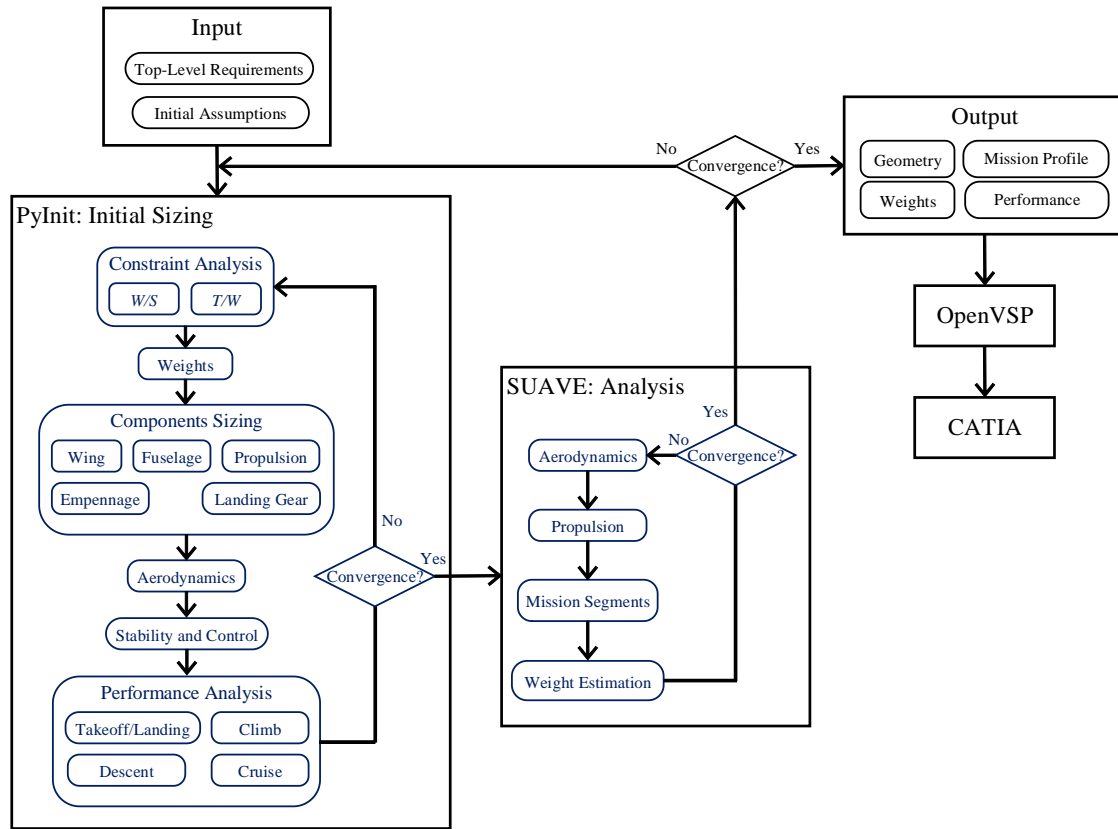 Input
Top-Level Requirements
Initial Assumptions
No
Convergence?
Yes
Output
Geometry
Mission Profile
Weights
Performance
OpenVSP
CATIA
PyInit: Initial Sizing
Constraint Analysis
W/S
T/W
Weights
Components Sizing
Wing
Fuselage
Propulsion
Empennage
Landing Gear
Aerodynamics
Stability and Control
Performance Analysis
Takeoff/Landing
Climb
Descent
Cruise
No
Convergence?
Yes
SUAVE: Analysis
Yes
No
Convergence?
Aerodynamics
Propulsion
Mission Segments
Weight Estimation